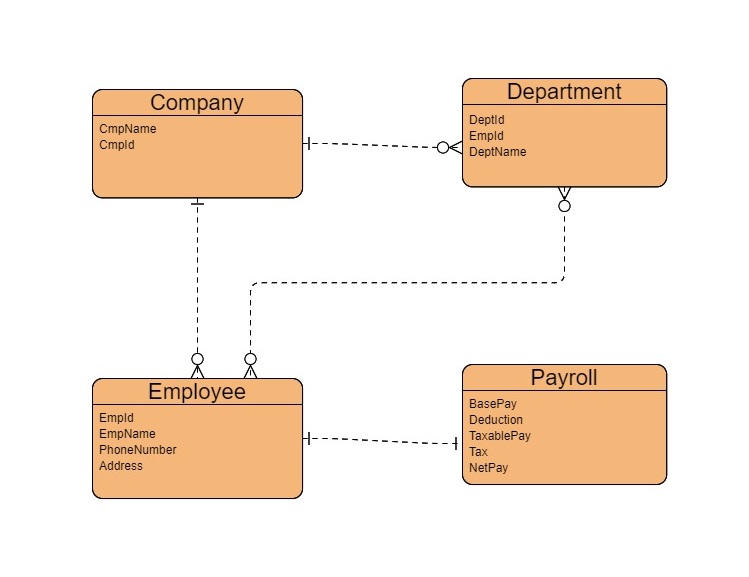 Company
CmpName
CmpId
Department
DeptId
EmpId
DeptName
Employee
EmpId
EmpName
PhoneNumber
Address
Payroll
BasePay
Deduction
TaxablePay
Tax
NetPay